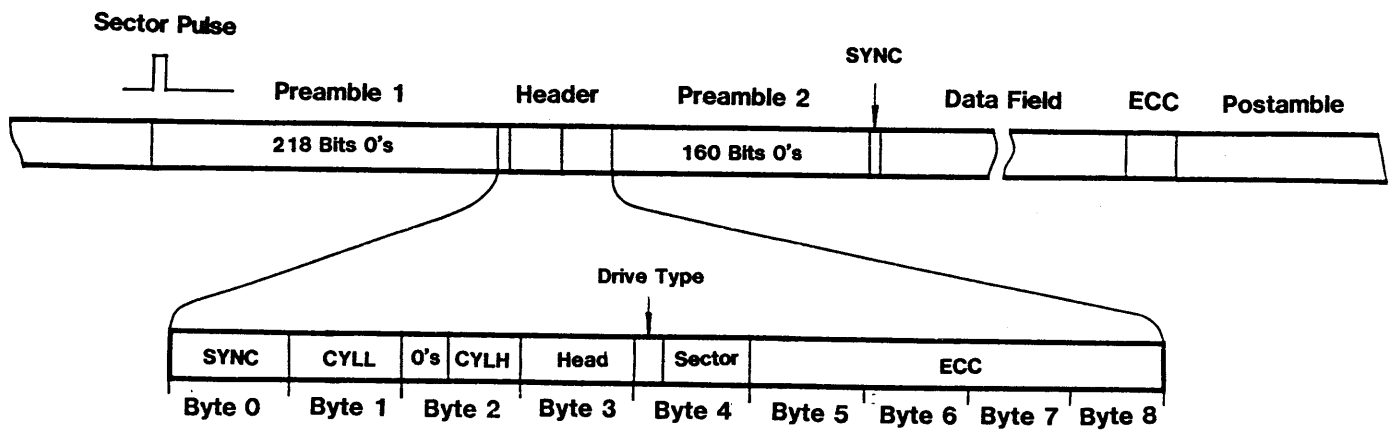 Sector Pulse
SYNC
Preamble 1 Header Preamble 2 Data Field ECC Postamble
218 Bits 0's 160 Bits 0's
Drive Type
SYNC CYLL 0's CYLH Head Sector ECC
Byte 0 Byte 1 Byte 2 Byte 3 Byte 4 Byte 5 Byte 6 Byte 7 Byte 8